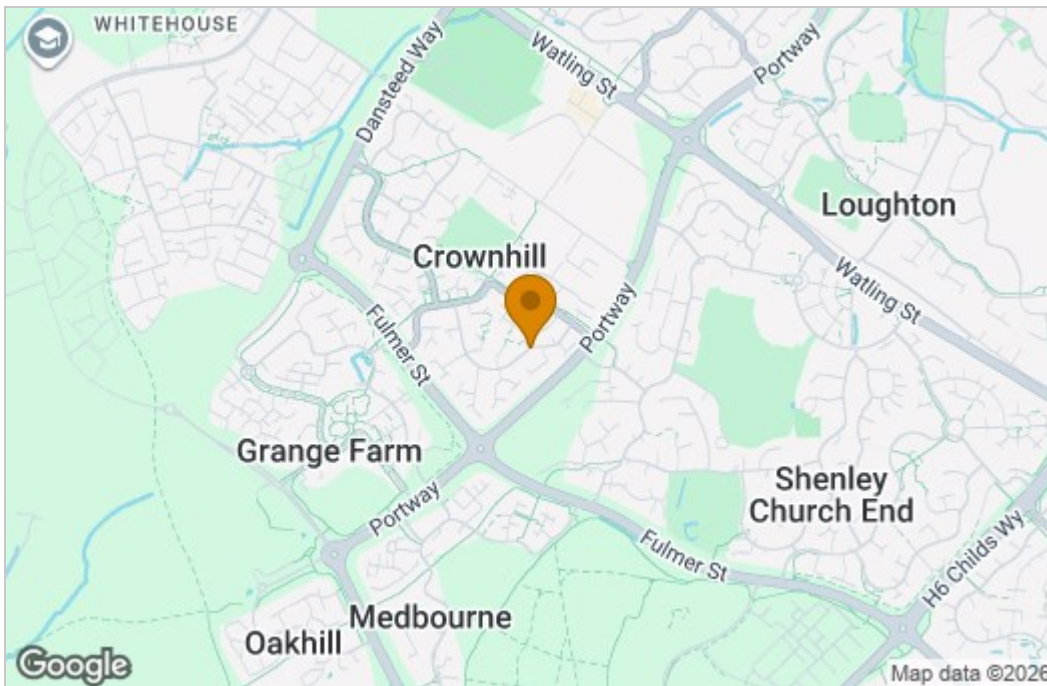 WHITEHOUSE
Dansteed Way
Watling St
Portway
Loughton
Crownhill
Watling St
Portway
Fulmer St
Grange Farm
Shenley
Church End
Portway
Fulmer St
H6 Childs Wy
Medbourne
Oakhill
Google
Map data ©2026